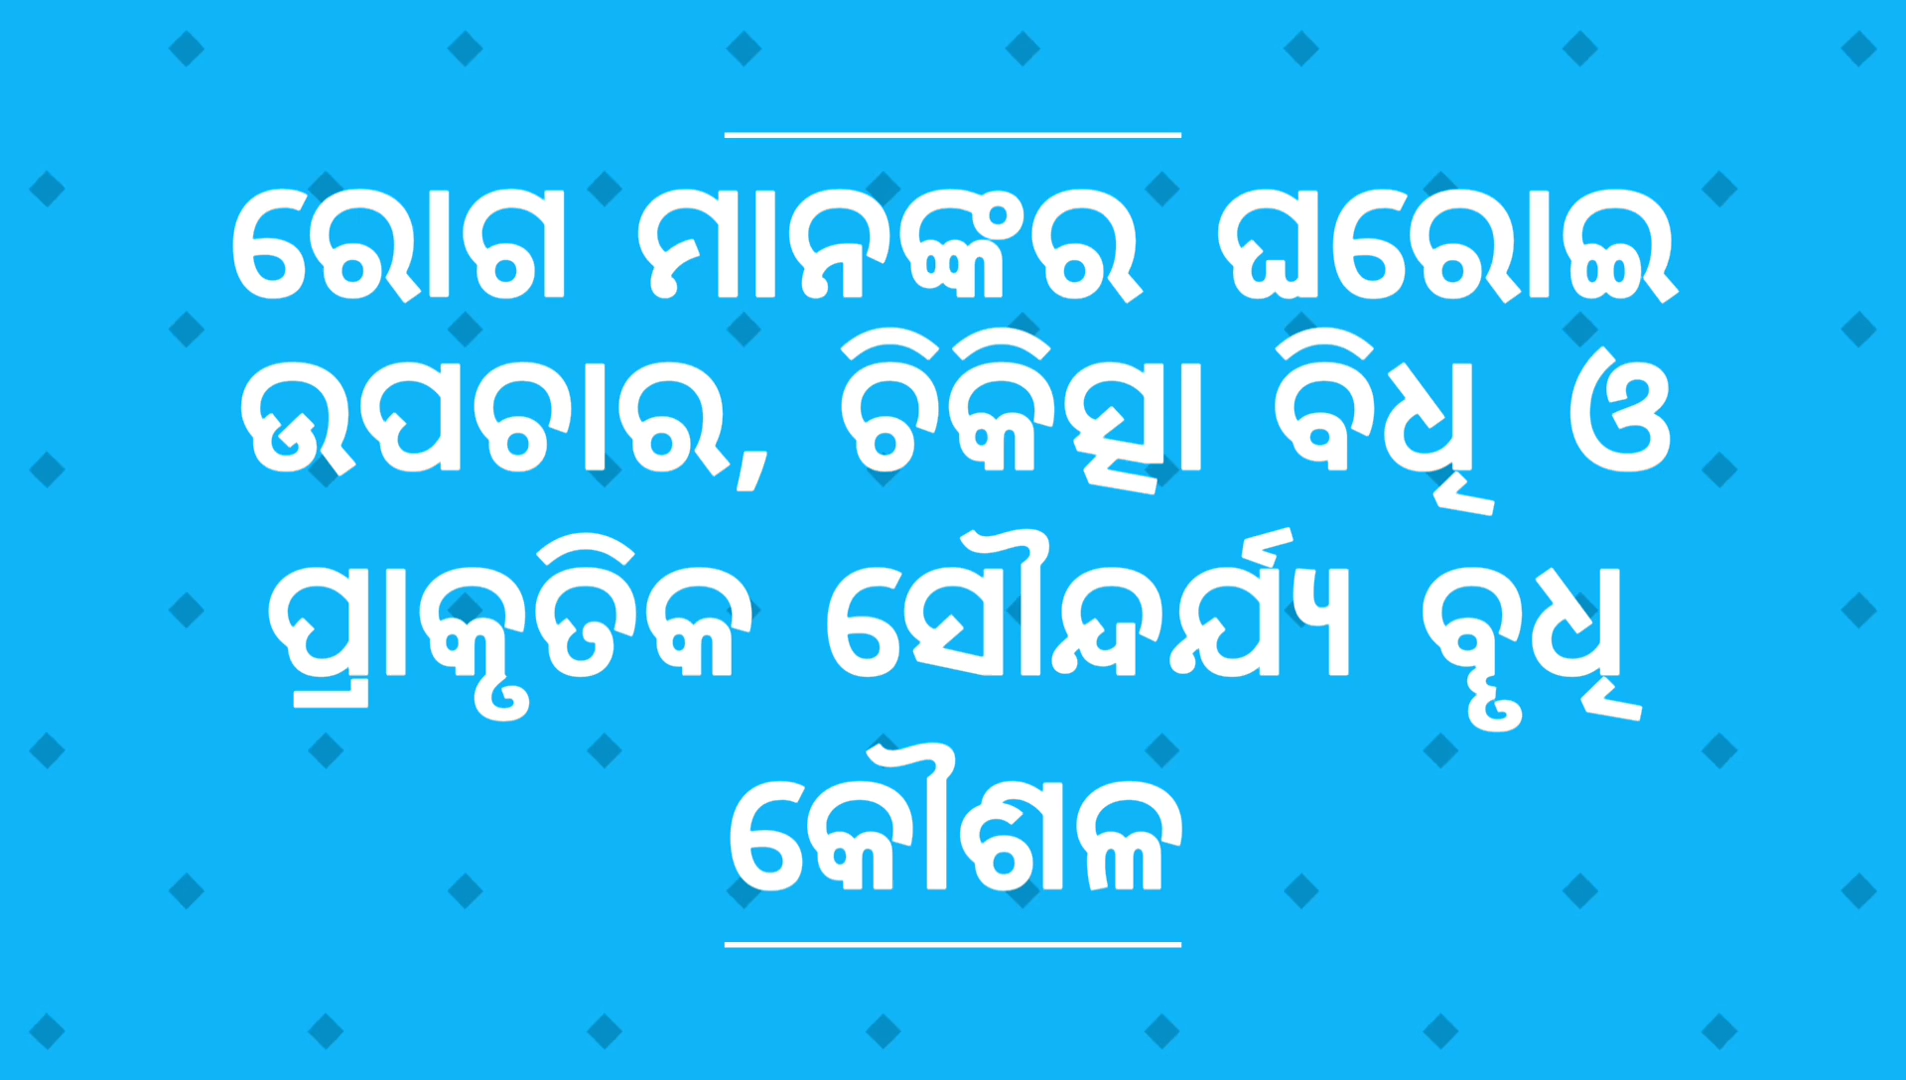 ରୋଗ ମାନଙ୍କର ଘରୋଇ
ଉପଚାର, ଚିକିତ୍ସା ବିଧି ଓ
ପ୍ରାକୃତିକ ସୌନ୍ଦର୍ଯ୍ୟ ବୃଧି
କୌଶଳ